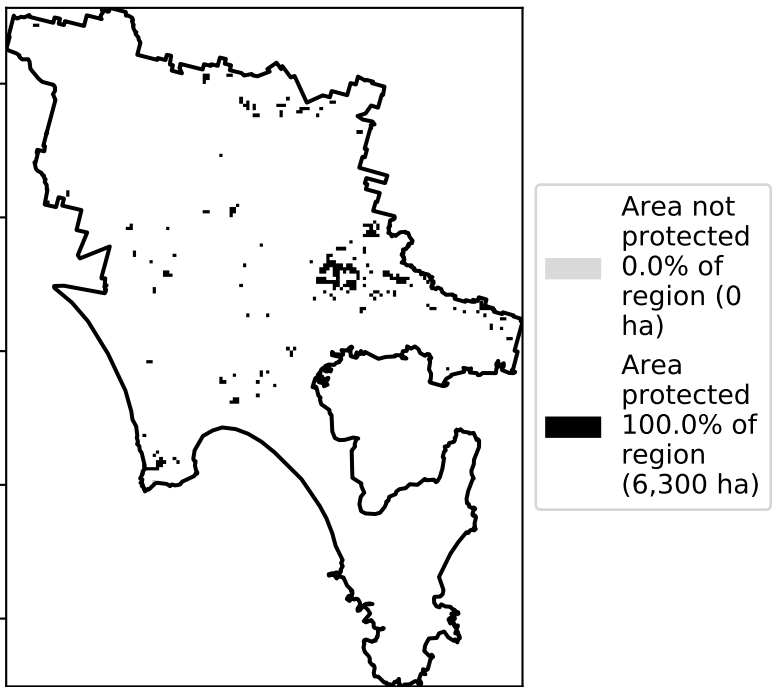 Area not
protected
0.0% of
region (0
ha)
Area
protected
100.0% of
region
(6,300 ha)